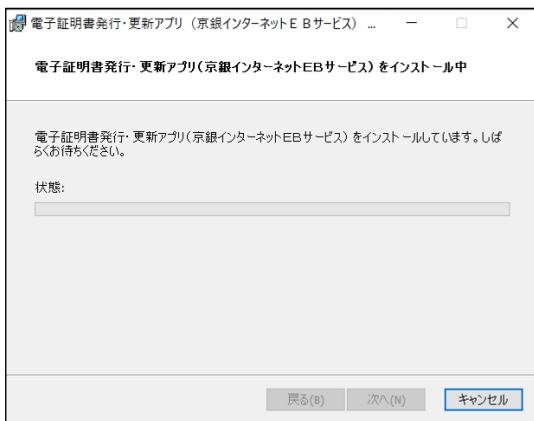 電子証明書発行・更新アプリ (京銀インターネットEBサービス) ...
電子証明書発行・更新アプリ(京銀インターネットEBサービス) をインストール中
電子証明書発行・更新アプリ(京銀インターネットEBサービス) をインストールしています。しば
らくお待ちください。
状態:
戻る(B) 次へ(N) キャンセル